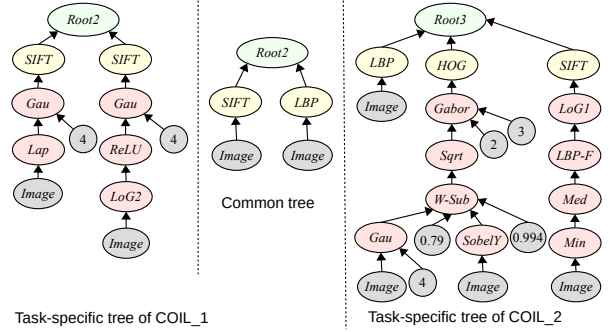 Root2
SIFT SIFT
Gau Gau
4 4
Lap ReLU
Image LoG2
Image
Task-specific tree of COIL_1
Root2
SIFT LBP
Image Image
Common tree
Root3
LBP HOG SIFT
Image Gabor LoG1
2 3
Sqrt LBP-F
W-Sub Med
Gau 0.79 SobelY 0.994 Min
Image 4 Image Image
Task-specific tree of COIL_2